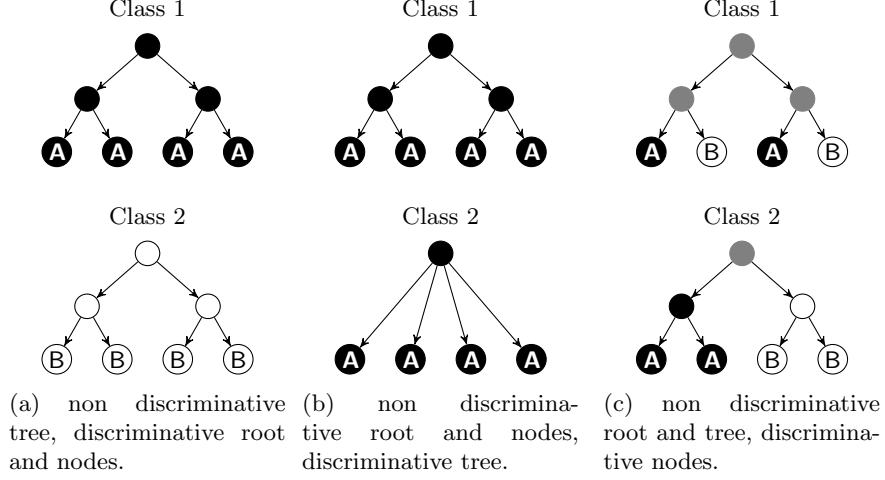 Class 1
Class 1
Class 1
A A A A
A A A A
A B A B
Class 2
Class 2
Class 2
B B B B
A A A A
A A B B
(a) non discriminative
tree, discriminative root
and nodes.
(b) non discrimina-
tive root and nodes,
discriminative tree.
(c) non discriminative
root and tree, discrimina-
tive nodes.